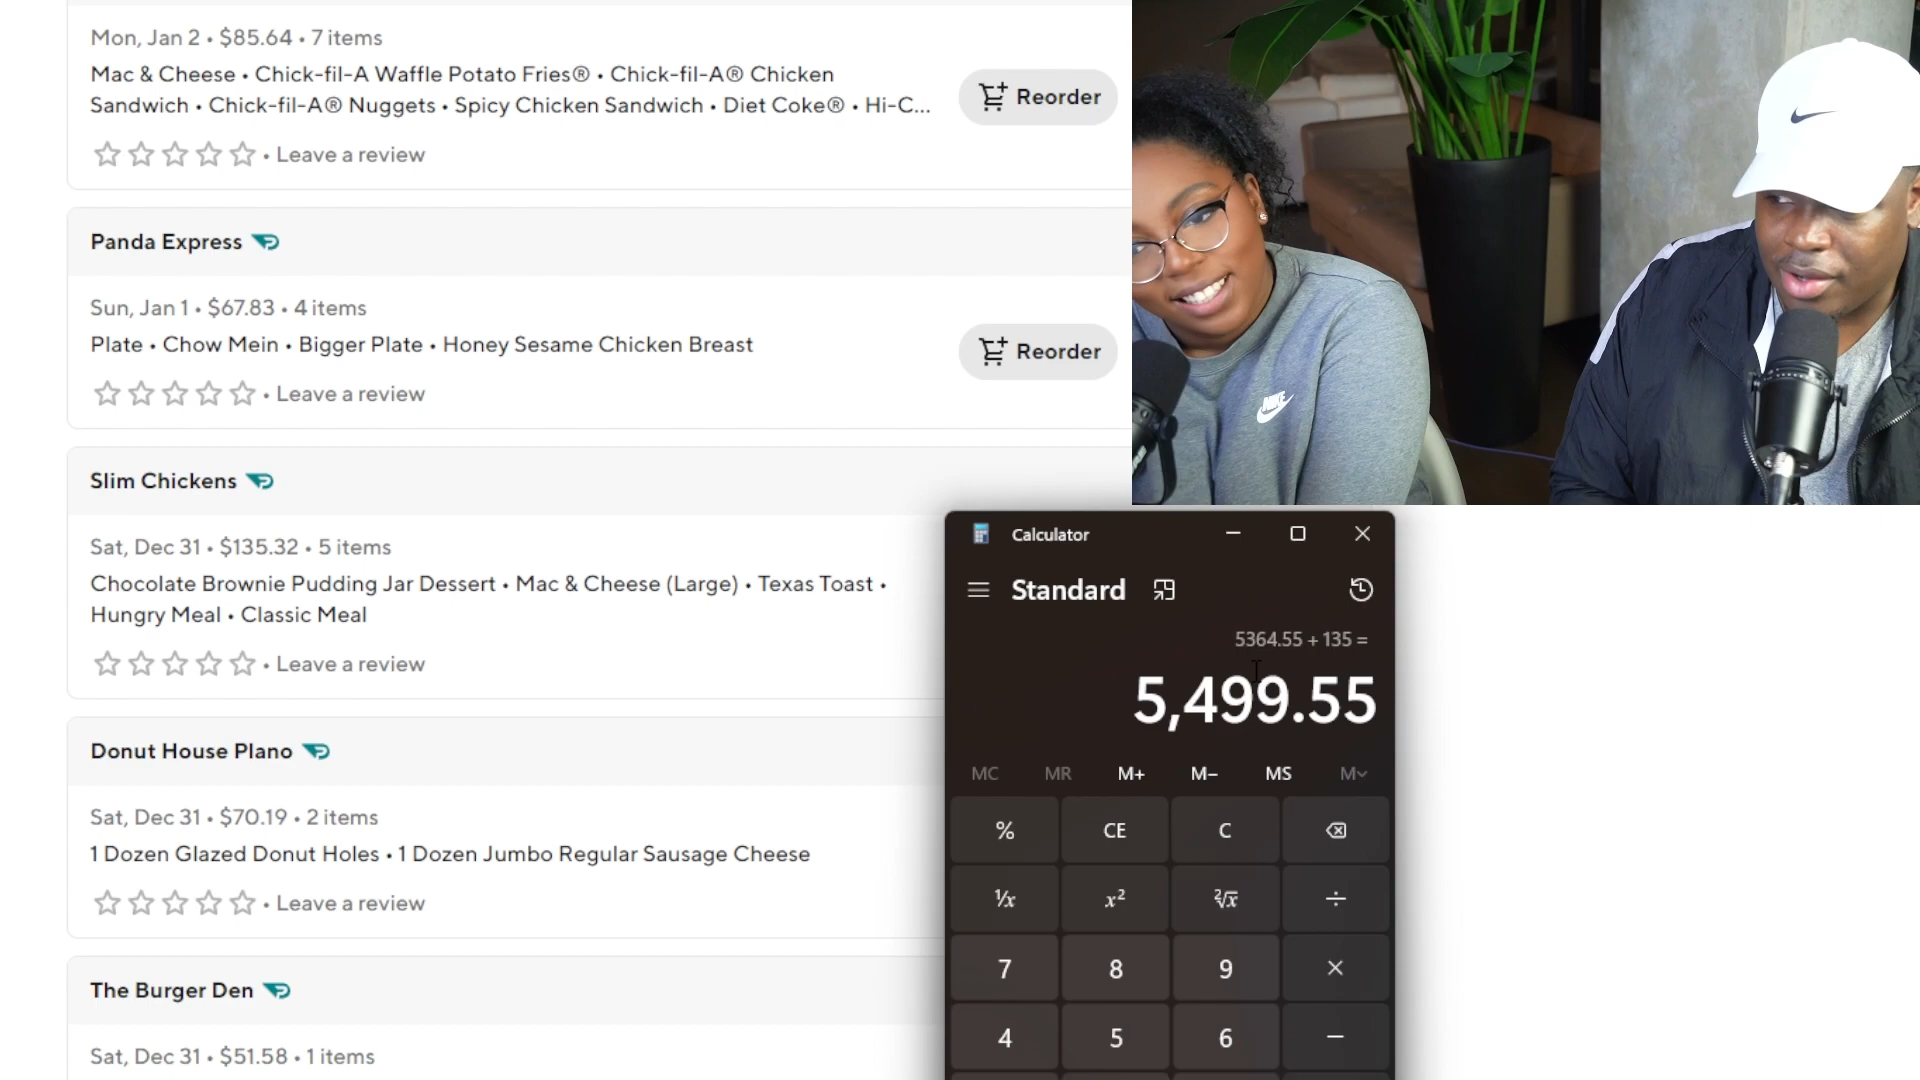 Mon, Jan 2 • $85.64 • 7 items
Mac & Cheese • Chick-fil-A Waffle Potato Fries® • Chick-fil-A® Chicken
Sandwich • Chick-fil-A® Nuggets • Spicy Chicken Sandwich • Diet Coke® • Hi-C...
Reorder
• Leave a review
Panda Express
Sun, Jan 1 • $67.83 • 4 items
Plate • Chow Mein • Bigger Plate • Honey Sesame Chicken Breast
Reorder
• Leave a review
Slim Chickens
Sat, Dec 31 • $135.32 • 5 items
Chocolate Brownie Pudding Jar Dessert • Mac & Cheese (Large) • Texas Toast •
Hungry Meal • Classic Meal
• Leave a review
Donut House Plano
Sat, Dec 31 • $70.19 • 2 items
1 Dozen Glazed Donut Holes • 1 Dozen Jumbo Regular Sausage Cheese
• Leave a review
The Burger Den
Sat, Dec 31 • $51.58 • 1 items
NIKE
Calculator
Standard
5364.55 + 135 =
5,499.55
MC MR M+ M− MS M
% CE C
1/x x² ²√x ÷
7 8 9 ×
4 5 6 −